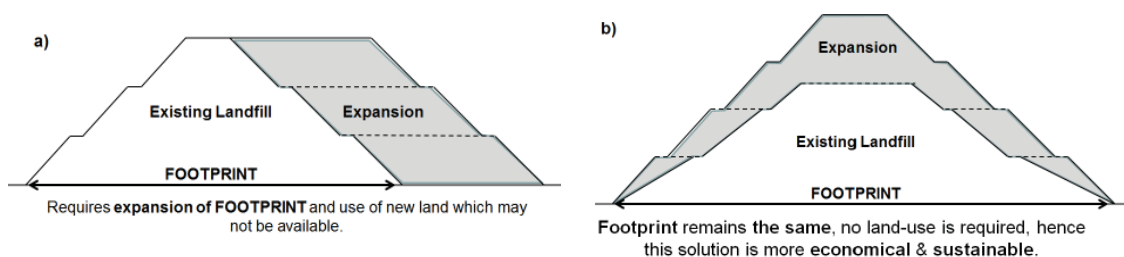 a)
Existing Landfill
Expansion
FOOTPRINT
Requires expansion of FOOTPRINT and use of new land which may
not be available.
b)
Expansion
Existing Landfill
FOOTPRINT
Footprint remains the same, no land-use is required, hence
this solution is more economical & sustainable.